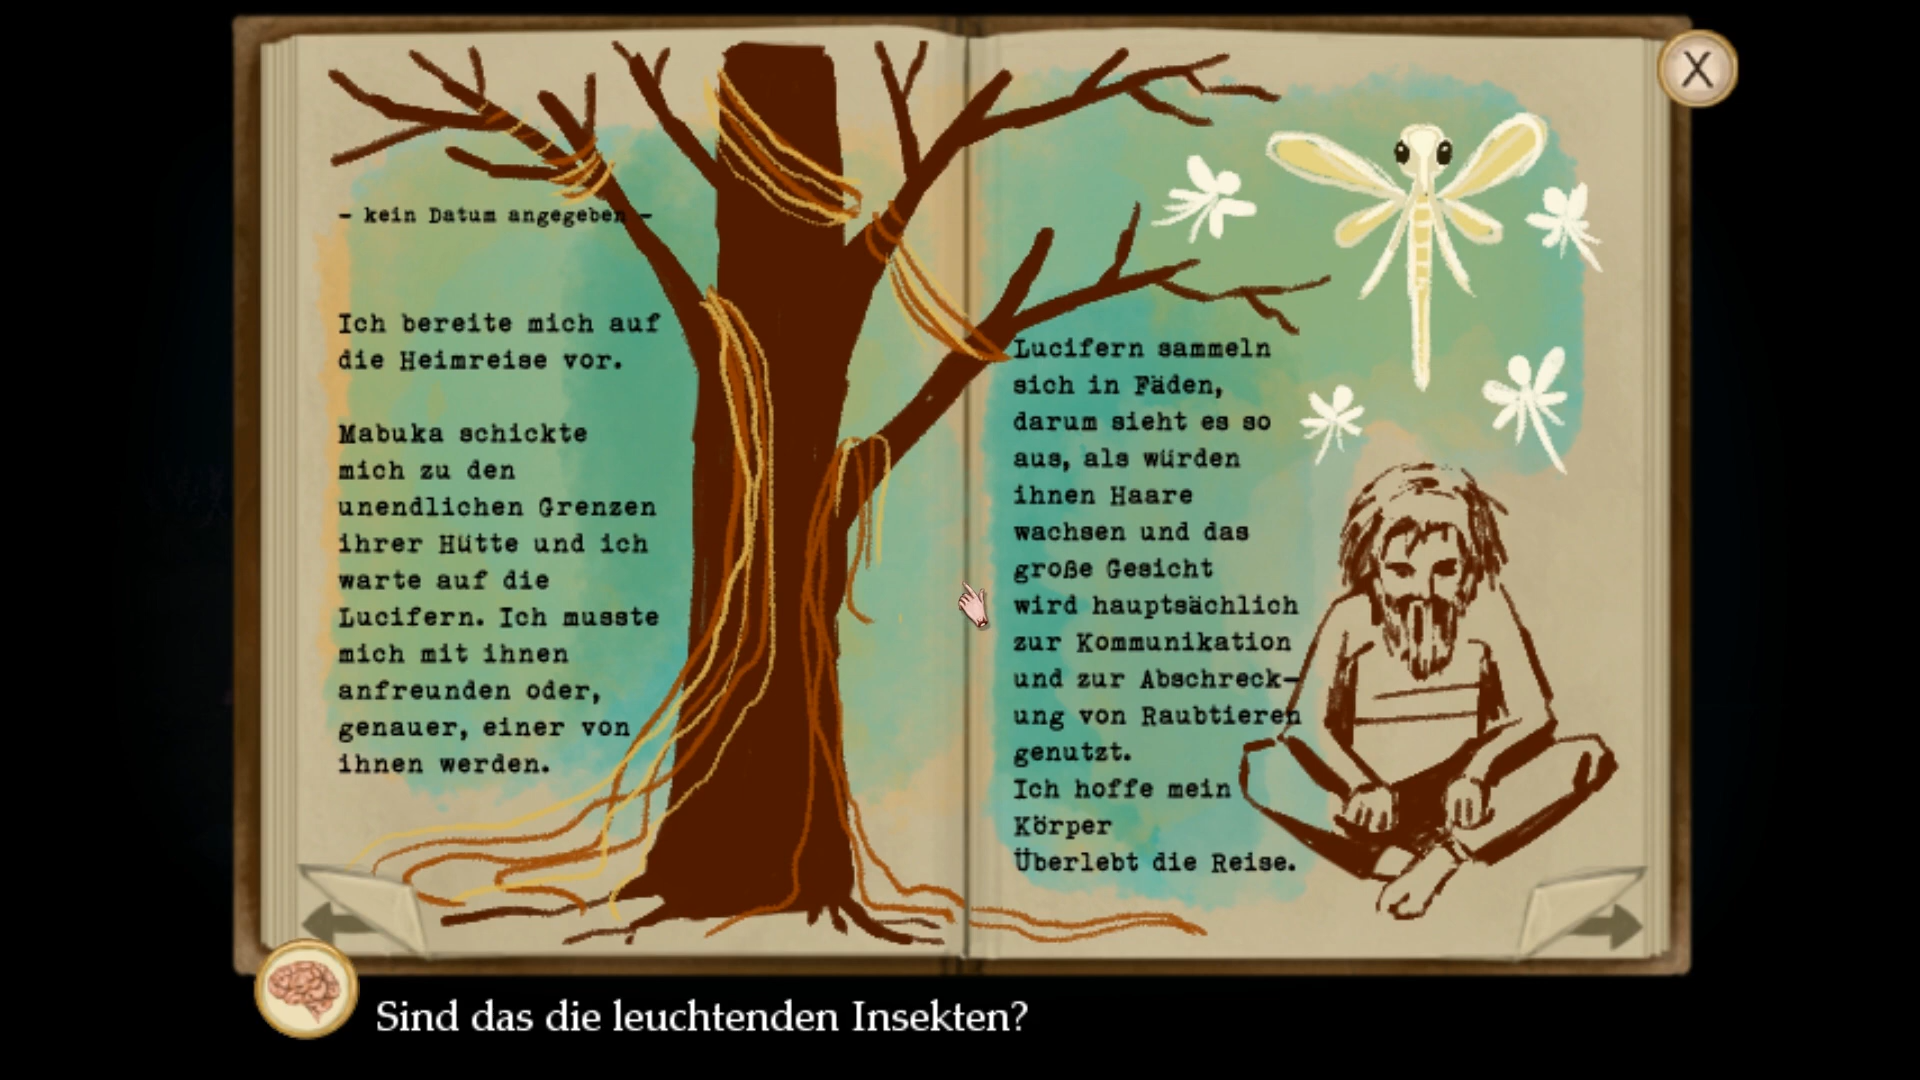 - kein Datum angegeben -
Ich bereite mich auf
die Heimreise vor.
Mabuka schickte
mich zu den
unendlichen Grenzen
ihrer Hütte und ich
warte auf die
Lucifern. Ich musste
mich mit ihnen
anfreunden oder,
genauer, einer von
ihnen werden.
Lucifern sammeln
sich in Fäden,
darum sieht es so
aus, als würden
ihnen Haare
wachsen und das
große Gesicht
wird hauptsächlich
zur Kommunikation
und zur Abschreck-
ung von Raubtieren
genutzt.
Ich hoffe mein
Körper
Überlebt die Reise.
X
Sind das die leuchtenden Insekten?